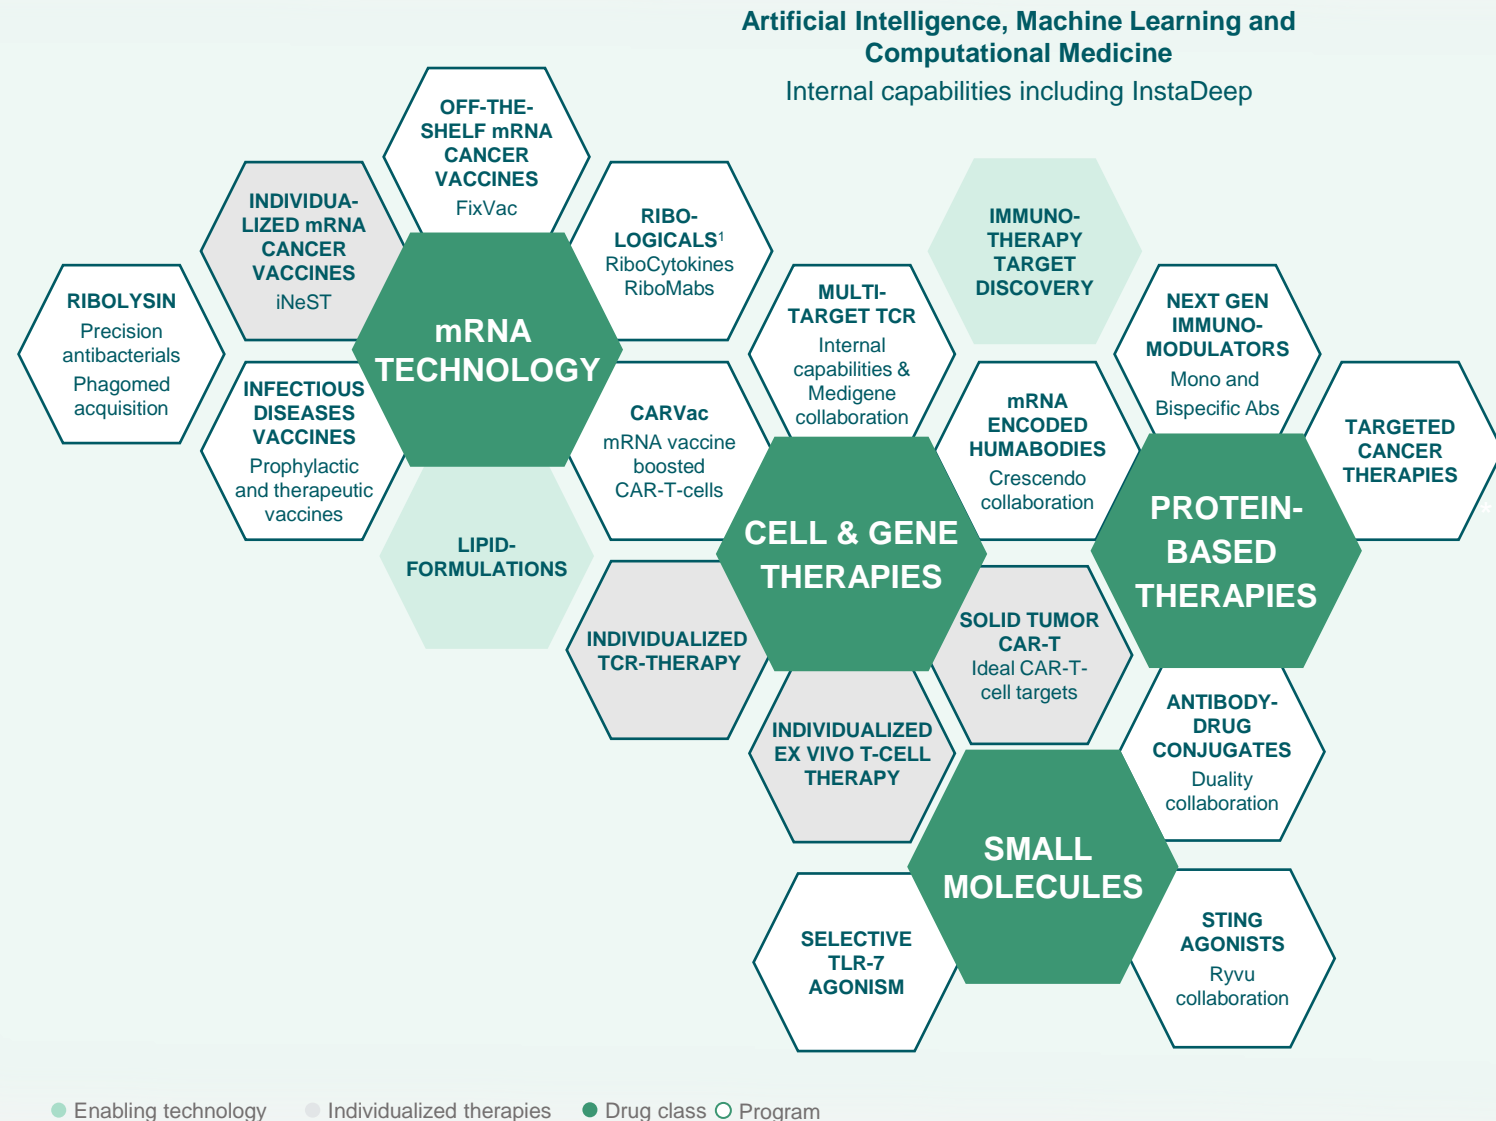 Artificial Intelligence, Machine Learning and
Computational Medicine
Internal capabilities including InstaDeep
OFF-THE-
SHELF mRNA
CANCER
VACCINES
FixVac
INDIVIDUA-
LIZED mRNA
CANCER
VACCINES
iNeST
RIBO-
LOGICALS¹
RiboCytokines
RiboMabs
RIBOLYSIN
Precision
antibacterials
Phagomed
acquisition
mRNA
TECHNOLOGY
INFECTIOUS
DISEASES
VACCINES
Prophylactic
and therapeutic
vaccines
CARVac
mRNA vaccine
boosted
CAR-T-cells
LIPID-
FORMULATIONS
MULTI-
TARGET TCR
Internal
capabilities &
Medigene
collaboration
IMMUNO-
THERAPY
TARGET
DISCOVERY
NEXT GEN
IMMUNO-
MODULATORS
Mono and
Bispecific Abs
mRNA
ENCODED
HUMABODIES
Crescendo
collaboration
TARGETED
CANCER
THERAPIES
*
CELL & GENE
THERAPIES
PROTEIN-
BASED
THERAPIES
INDIVIDUALIZED
TCR-THERAPY
SOLID TUMOR
CAR-T
Ideal CAR-T-
cell targets
INDIVIDUALIZED
EX VIVO T-CELL
THERAPY
ANTIBODY-
DRUG
CONJUGATES
Duality
collaboration
SMALL
MOLECULES
SELECTIVE
TLR-7
AGONISM
STING
AGONISTS
Ryvu
collaboration
Enabling technology
Individualized therapies
Drug class
Program